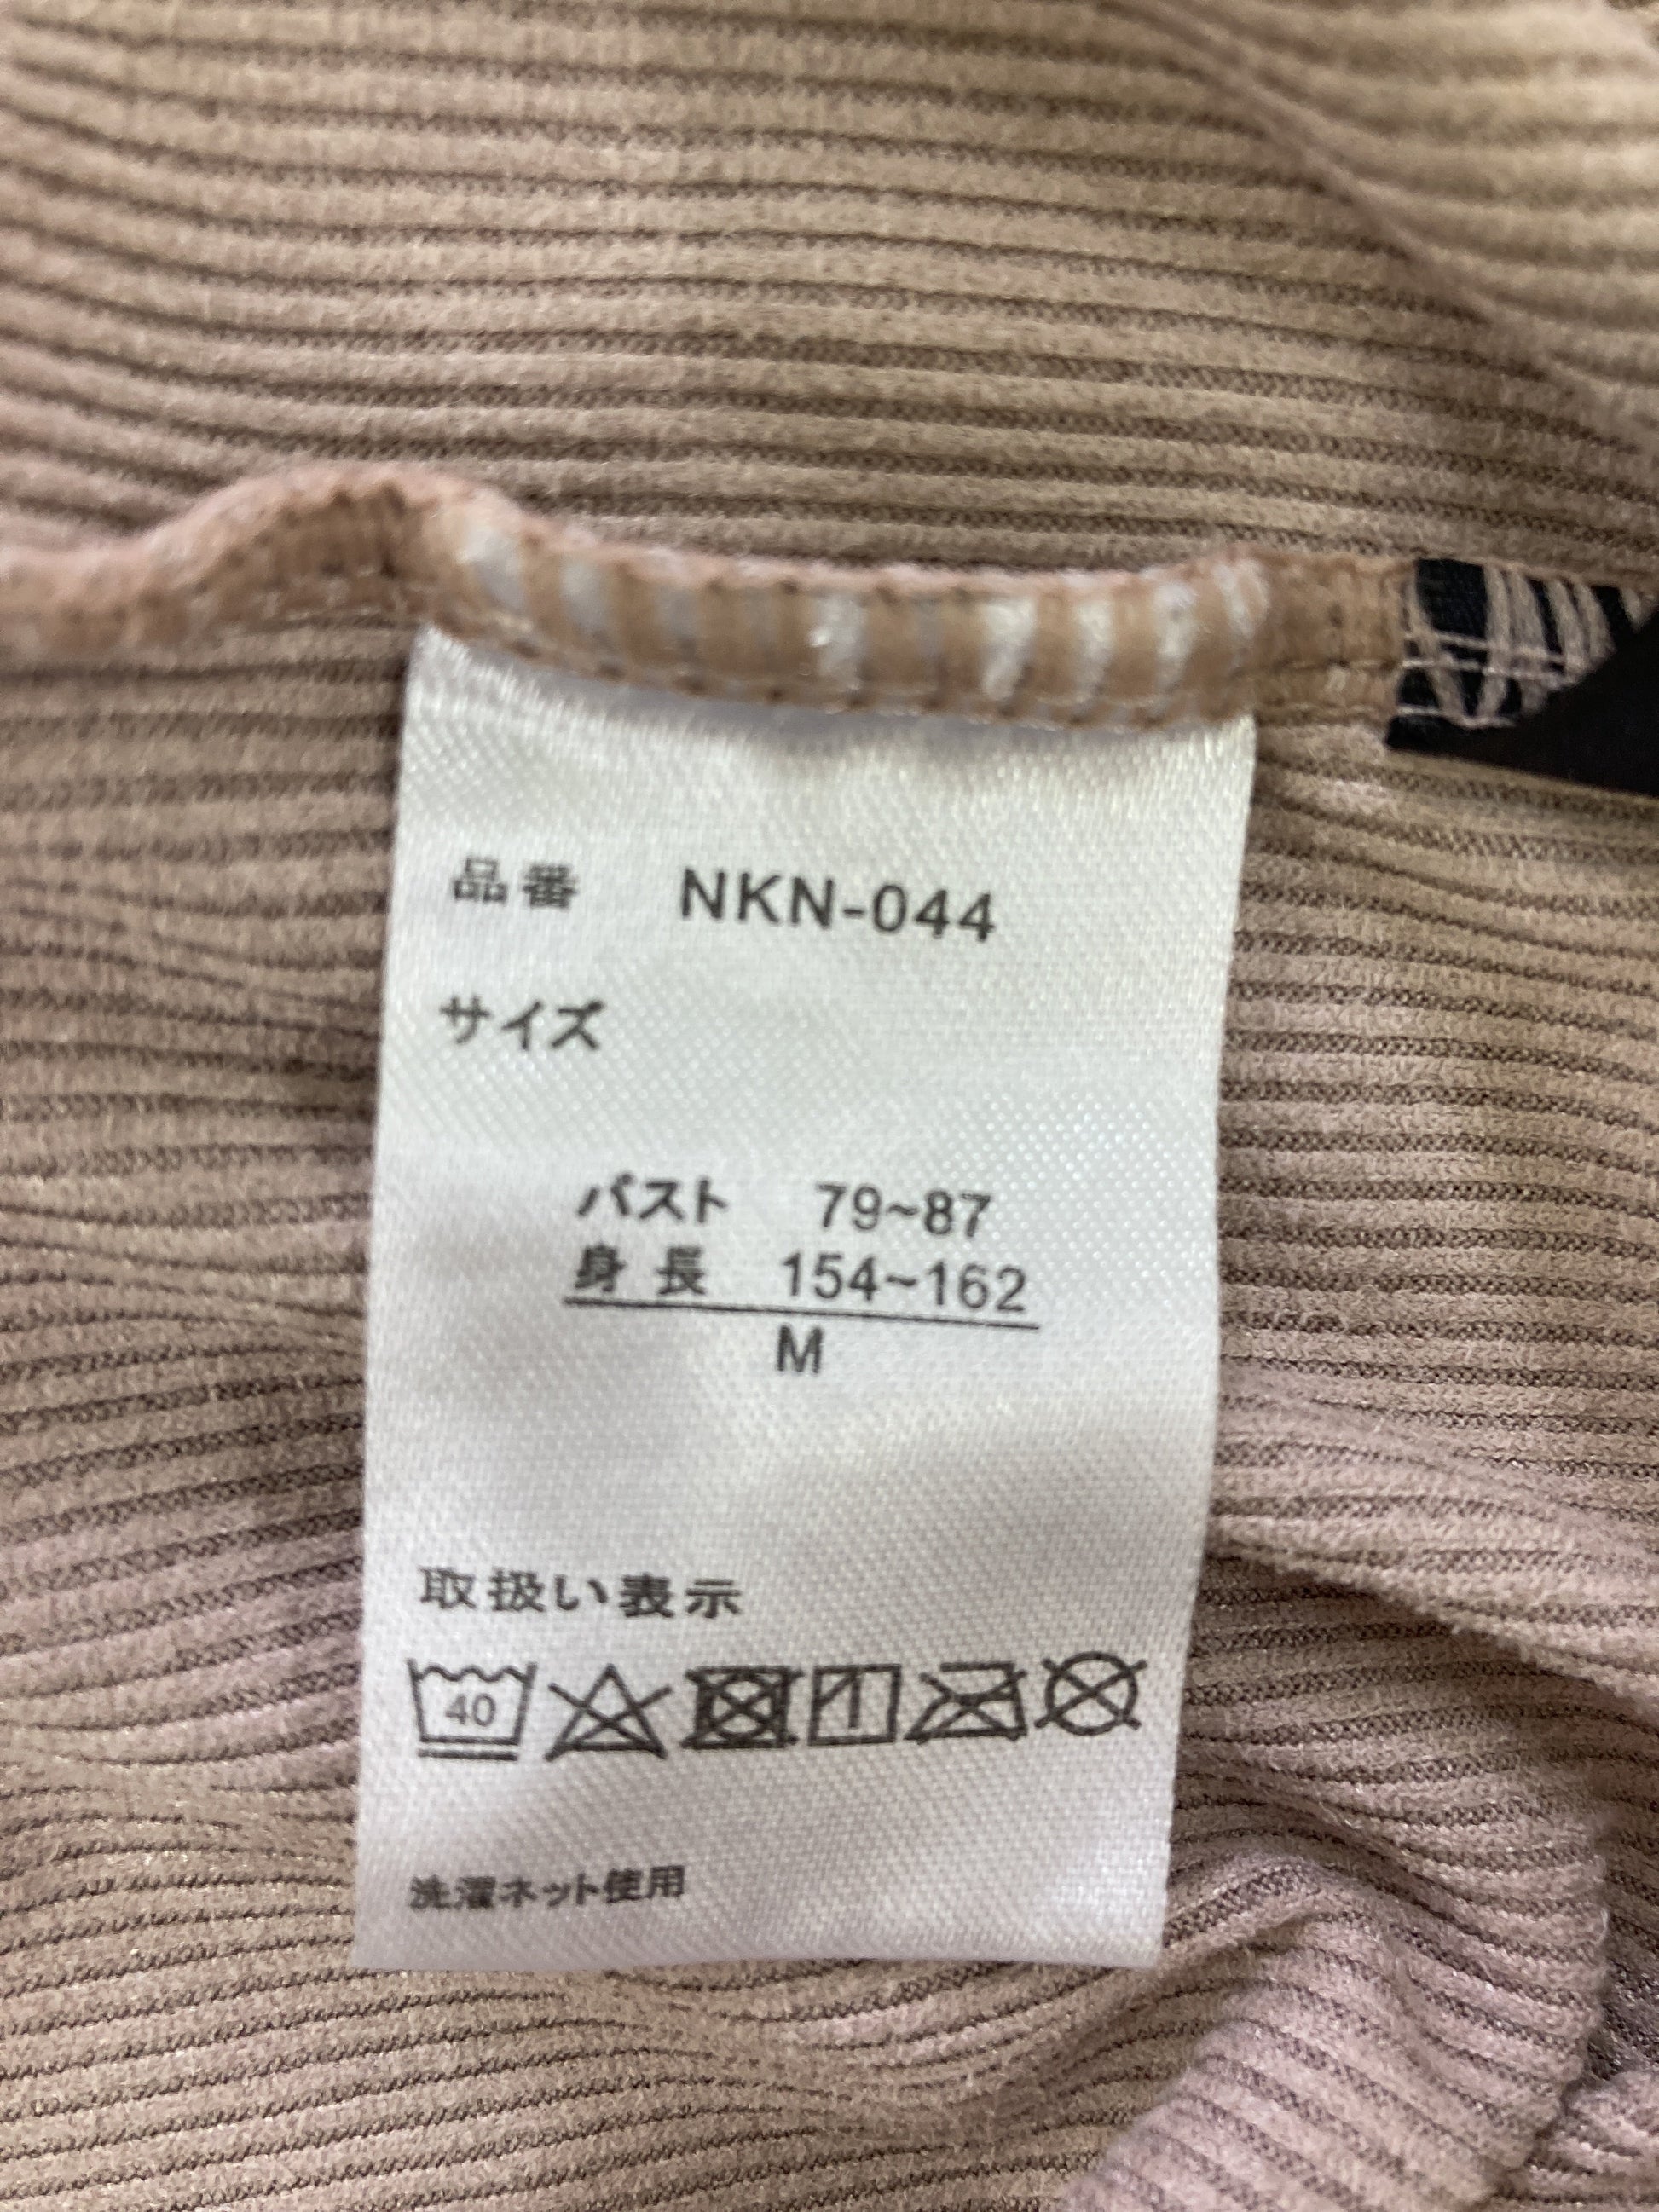 品番 NKN-044
サイズ
バスト 79~87
身長 154~162
M
取扱い表示
40
洗濯ネット使用